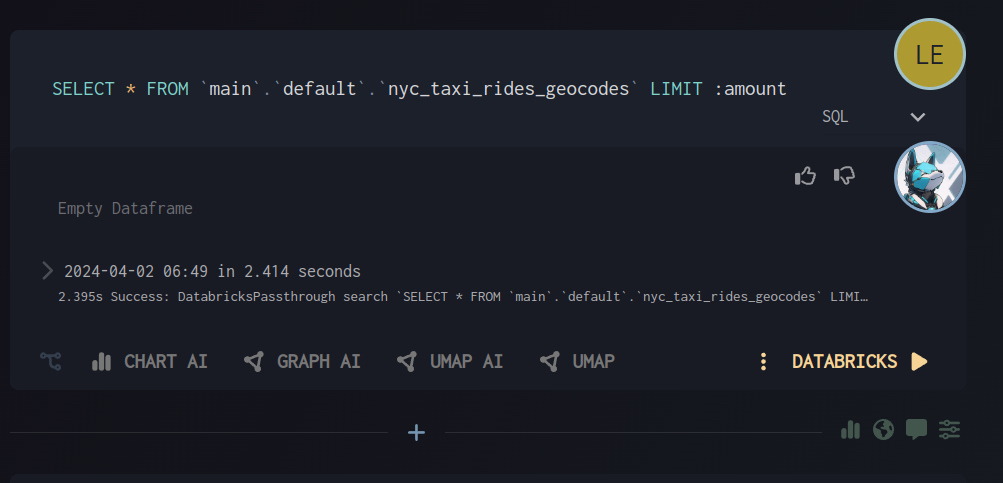 LE
SELECT * FROM `main`.`default`.`nyc_taxi_rides_geocodes` LIMIT :amount
SQL
Empty Dataframe
2024-04-02 06:49 in 2.414 seconds
2.395s Success: DatabricksPassthrough search `SELECT * FROM `main`.`default`.`nyc_taxi_rides_geocodes` LIMI…
CHART AI GRAPH AI UMAP AI UMAP DATABRICKS